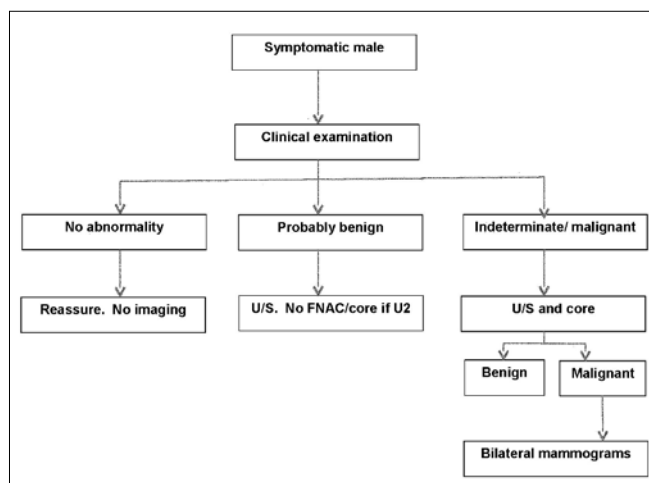 Symptomatic male
Clinical examination
No abnormality
Probably benign
Indeterminate/ malignant
Reassure. No imaging
U/S. No FNAC/core if U2
U/S and core
Benign
Malignant
Bilateral mammograms